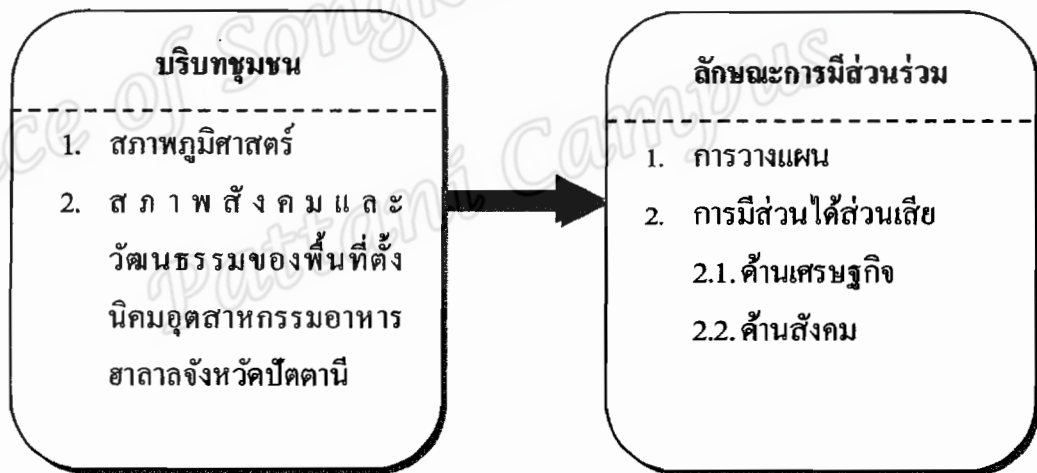 บริบทชุมชน
1. สภาพภูมิศาสตร์
2. สภาพสังคมและ
วัฒนธรรมของพื้นที่ตั้ง
นิคมอุตสาหกรรมอาหาร
ฮาลาลจังหวัดปัตตานี
ลักษณะการมีส่วนร่วม
1. การวางแผน
2. การมีส่วนได้ส่วนเสีย
2.1. ด้านเศรษฐกิจ
2.2. ด้านสังคม
ce of Songk
Pattani Campus